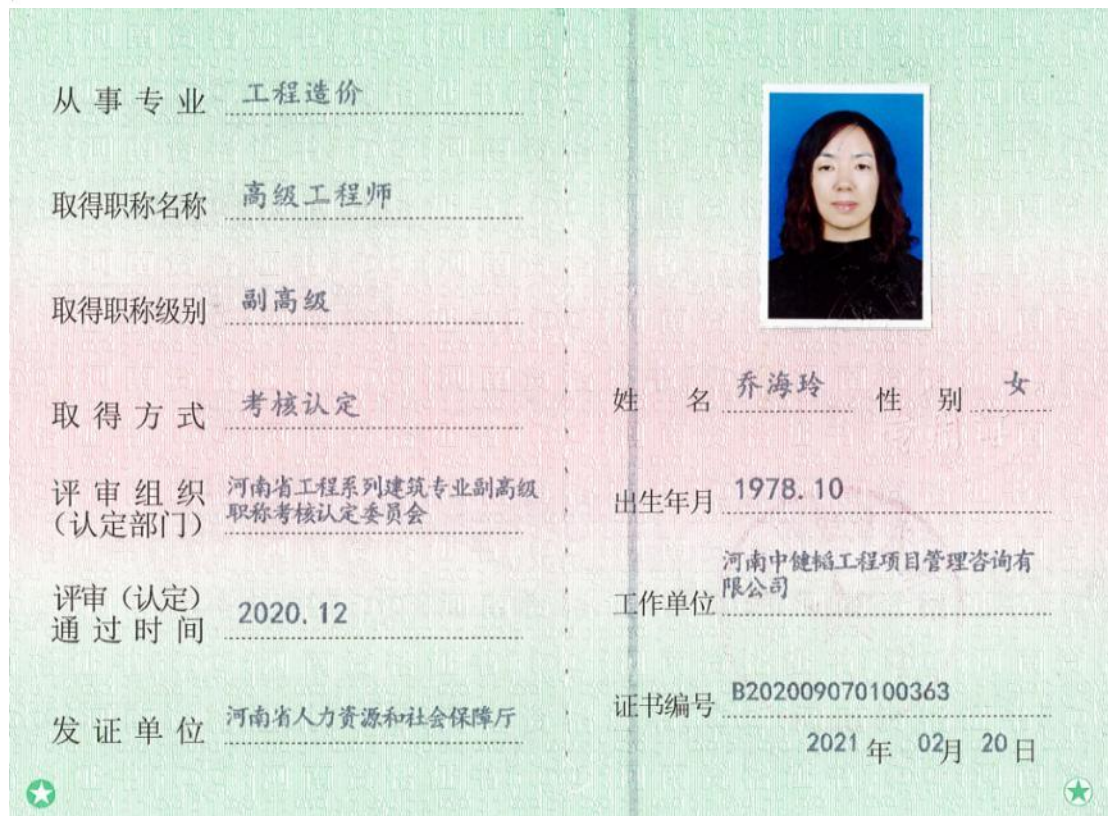 从事专业 工程造价
取得职称名称 高级工程师
取得职称级别 副高级
取得方式 考核认定
评审组织 河南省工程系列建筑专业副高级
（认定部门） 职称考核认定委员会
评审（认定）
通过时间 2020.12
发证单位 河南省人力资源和社会保障厅
姓名 乔海玲 性别 女
出生年月 1978.10
河南中健韬工程项目管理咨询有
工作单位 限公司
证书编号 B202009070100363
2021年 02月 20日